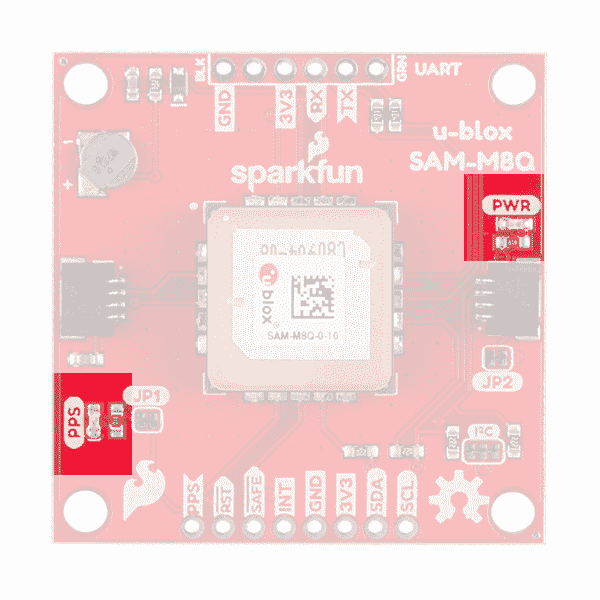 BLK
GRN
UART
GND
3V3
RX
TX
u-blox
SAM-M8Q
sparkfun
PWR
u blox
SAM-M8Q-0-10
PPS
JP1
JP2
I²C
PPS
RST
SAFE
INT
GND
3V3
SDA
SCL